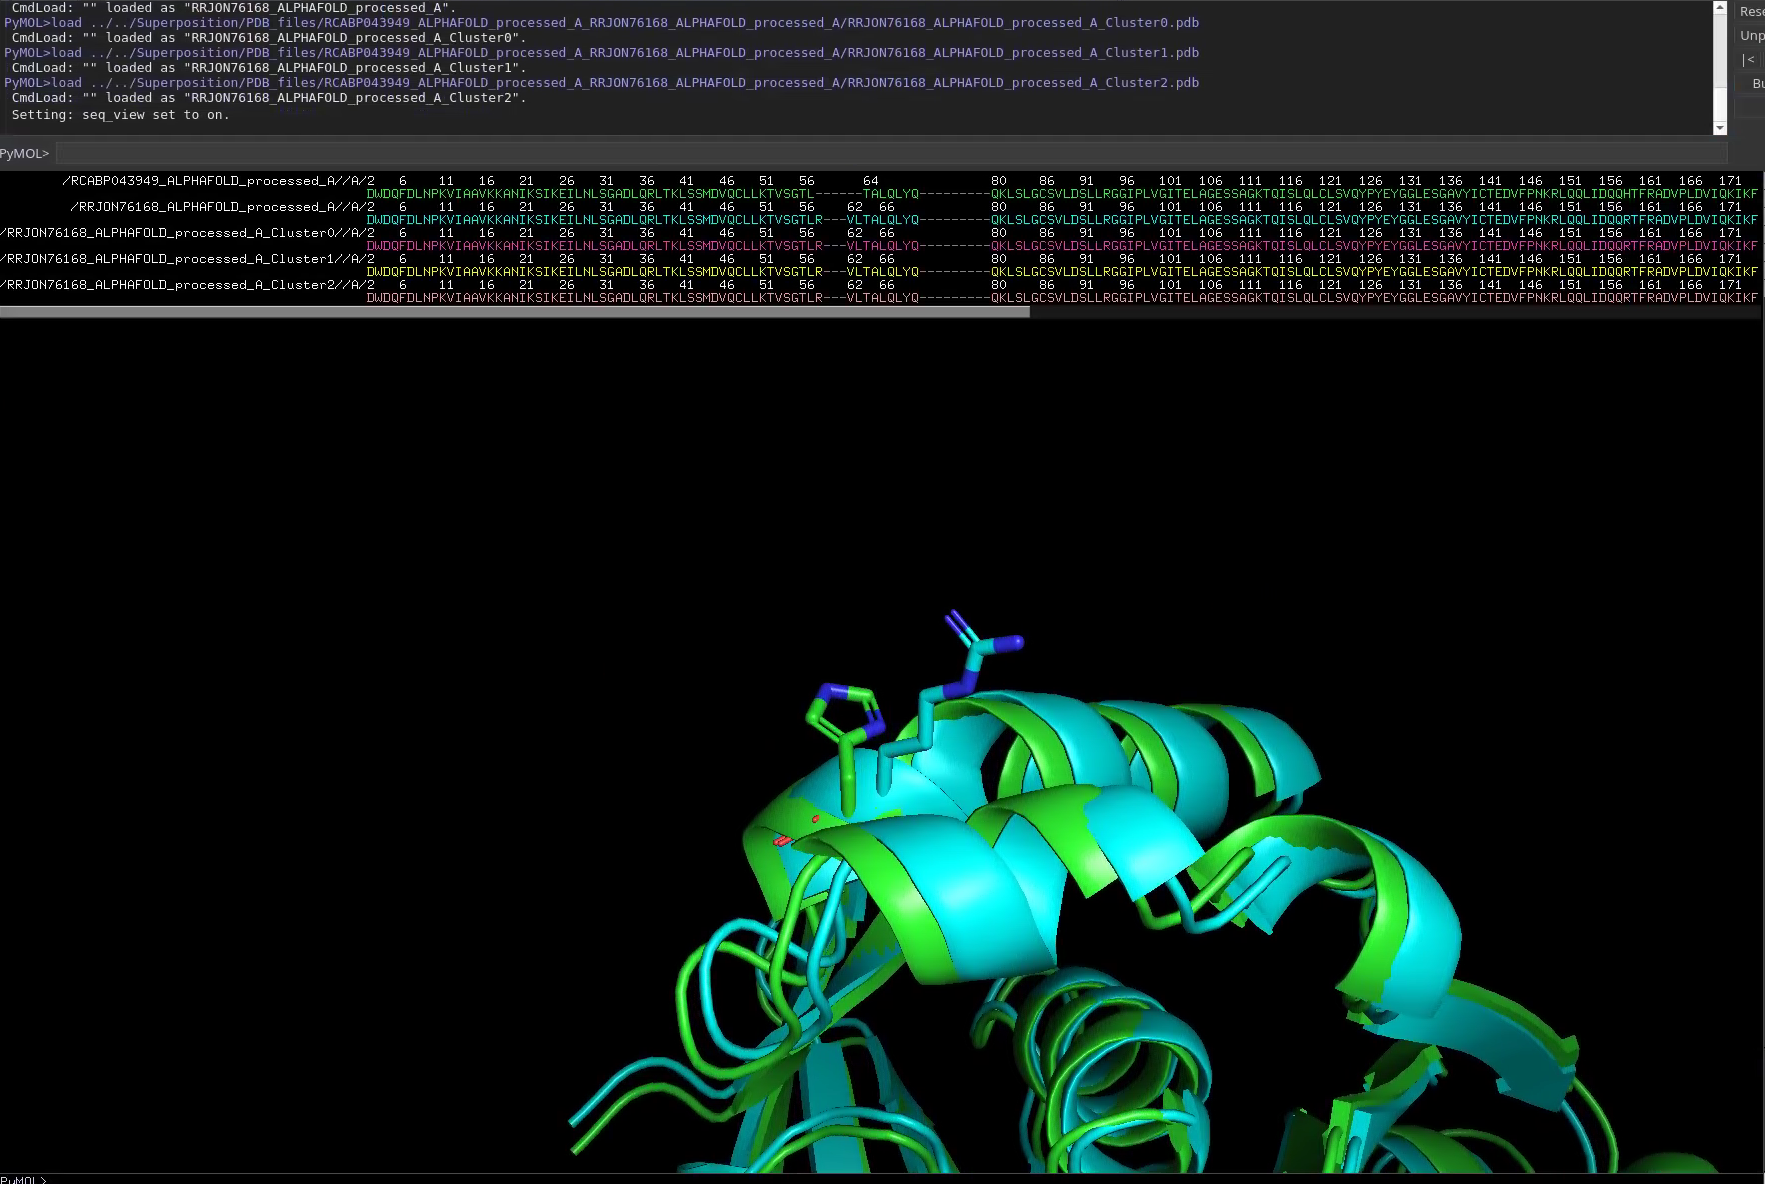 CmdLoad: "" loaded as "RRJON76168_ALPHAFOLD_processed_A".
PyMOL>load ../../Superposition/PDB_files/RCABP043949_ALPHAFOLD_processed_A_RRJON76168_ALPHAFOLD_processed_A/RRJON76168_ALPHAFOLD_processed_A_Cluster0.pdb
CmdLoad: "" loaded as "RRJON76168_ALPHAFOLD_processed_A_Cluster0".
PyMOL>load ../../Superposition/PDB_files/RCABP043949_ALPHAFOLD_processed_A_RRJON76168_ALPHAFOLD_processed_A/RRJON76168_ALPHAFOLD_processed_A_Cluster1.pdb
CmdLoad: "" loaded as "RRJON76168_ALPHAFOLD_processed_A_Cluster1".
PyMOL>load ../../Superposition/PDB_files/RCABP043949_ALPHAFOLD_processed_A_RRJON76168_ALPHAFOLD_processed_A/RRJON76168_ALPHAFOLD_processed_A_Cluster2.pdb
CmdLoad: "" loaded as "RRJON76168_ALPHAFOLD_processed_A_Cluster2".
Setting: seq_view set to on.
Rese
Unp
|<
Bu
PyMOL>
/RCABP043949_ALPHAFOLD_processed_A//A/2 6 11 16 21 26 31 36 41 46 51 56 64 80 86 91 96 101 106 111 116 121 126 131 136 141 146 151 156 161 166 171
DWDQFDLNPKVIAAVKKANIKSIKEILNLSGADLQRLTKLSSMDVQCLLKTVSGTL------TALQLYQ---------QKLSLGCSVLDSLLRGGIPLVGITELAGESSAGKTQISLQLCLSVQYPYEYGGLESGAVYICTEDVFPNKRLQQLIDQQHTFRADVPLDVIQKIKF
/RRJON76168_ALPHAFOLD_processed_A//A/2 6 11 16 21 26 31 36 41 46 51 56 62 66 80 86 91 96 101 106 111 116 121 126 131 136 141 146 151 156 161 166 171
DWDQFDLNPKVIAAVKKANIKSIKEILNLSGADLQRLTKLSSMDVQCLLKTVSGTLR---VLTALQLYQ---------QKLSLGCSVLDSLLRGGIPLVGITELAGESSAGKTQISLQLCLSVQYPYEYGGLESGAVYICTEDVFPNKRLQQLIDQQRTFRADVPLDVIQKIKF
/RRJON76168_ALPHAFOLD_processed_A_Cluster0//A/2 6 11 16 21 26 31 36 41 46 51 56 62 66 80 86 91 96 101 106 111 116 121 126 131 136 141 146 151 156 161 166 171
DWDQFDLNPKVIAAVKKANIKSIKEILNLSGADLQRLTKLSSMDVQCLLKTVSGTLR---VLTALQLYQ---------QKLSLGCSVLDSLLRGGIPLVGITELAGESSAGKTQISLQLCLSVQYPYEYGGLESGAVYICTEDVFPNKRLQQLIDQQRTFRADVPLDVIQKIKF
/RRJON76168_ALPHAFOLD_processed_A_Cluster1//A/2 6 11 16 21 26 31 36 41 46 51 56 62 66 80 86 91 96 101 106 111 116 121 126 131 136 141 146 151 156 161 166 171
DWDQFDLNPKVIAAVKKANIKSIKEILNLSGADLQRLTKLSSMDVQCLLKTVSGTLR---VLTALQLYQ---------QKLSLGCSVLDSLLRGGIPLVGITELAGESSAGKTQISLQLCLSVQYPYEYGGLESGAVYICTEDVFPNKRLQQLIDQQRTFRADVPLDVIQKIKF
/RRJON76168_ALPHAFOLD_processed_A_Cluster2//A/2 6 11 16 21 26 31 36 41 46 51 56 62 66 80 86 91 96 101 106 111 116 121 126 131 136 141 146 151 156 161 166 171
DWDQFDLNPKVIAAVKKANIKSIKEILNLSGADLQRLTKLSSMDVQCLLKTVSGTLR---VLTALQLYQ---------QKLSLGCSVLDSLLRGGIPLVGITELAGESSAGKTQISLQLCLSVQYPYEYGGLESGAVYICTEDVFPNKRLQQLIDQQRTFRADVPLDVIQKIKF
PyMOL>